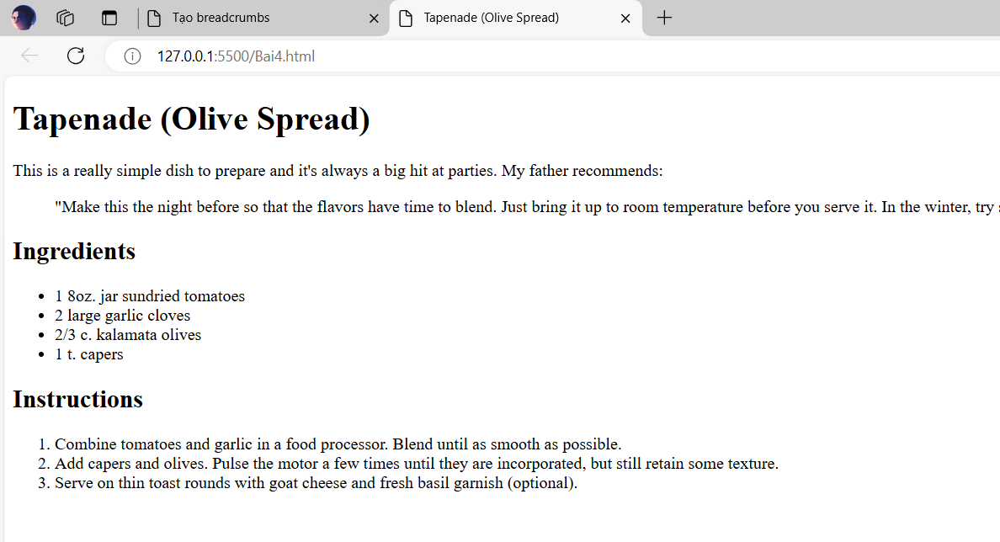 Tạo breadcrumbs
Tapenade (Olive Spread)
127.0.0.1:5500/Bai4.html
Tapenade (Olive Spread)
This is a really simple dish to prepare and it's always a big hit at parties. My father recommends:
"Make this the night before so that the flavors have time to blend. Just bring it up to room temperature before you serve it. In the winter, try
Ingredients
• 1 8oz. jar sundried tomatoes
• 2 large garlic cloves
• 2/3 c. kalamata olives
• 1 t. capers
Instructions
1. Combine tomatoes and garlic in a food processor. Blend until as smooth as possible.
2. Add capers and olives. Pulse the motor a few times until they are incorporated, but still retain some texture.
3. Serve on thin toast rounds with goat cheese and fresh basil garnish (optional).